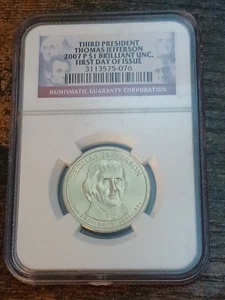 THIRD PRESIDENT
THOMAS JEFFERSON
2007 P $1 BRILLIANT UNC.
FIRST DAY OF ISSUE
3113575-076
NUMISMATIC GUARANTY CORPORATION
THOMAS JEFFERSON